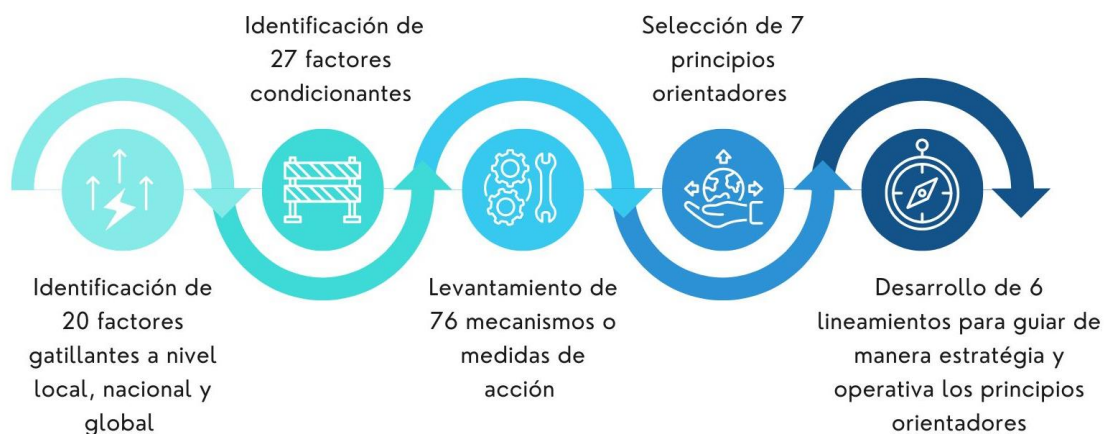 Identificación de
20 factores
gatillantes a nivel
local, nacional y
global
Identificación de
27 factores
condicionantes
Levantamiento de
76 mecanismos o
medidas de
acción
Selección de 7
principios
orientadores
Desarrollo de 6
lineamientos para guiar de
manera estratégia y
operativa los principios
orientadores